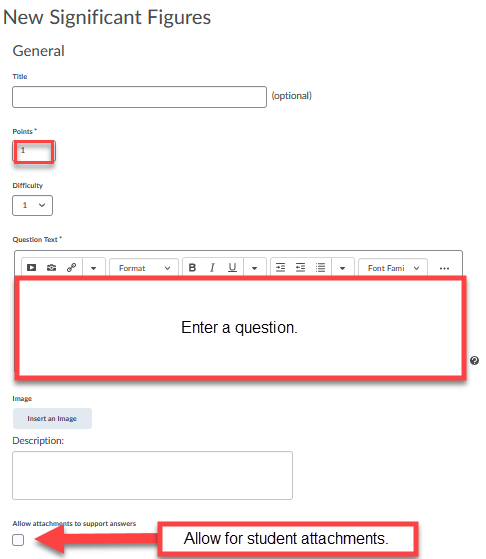 New Significant Figures
General
Title
(optional)
Points *
1
Difficulty
1
Question Text *
Format B I U Font Fami ...
Enter a question.
Image
Insert an Image
Description:
Allow attachments to support answers
Allow for student attachments.